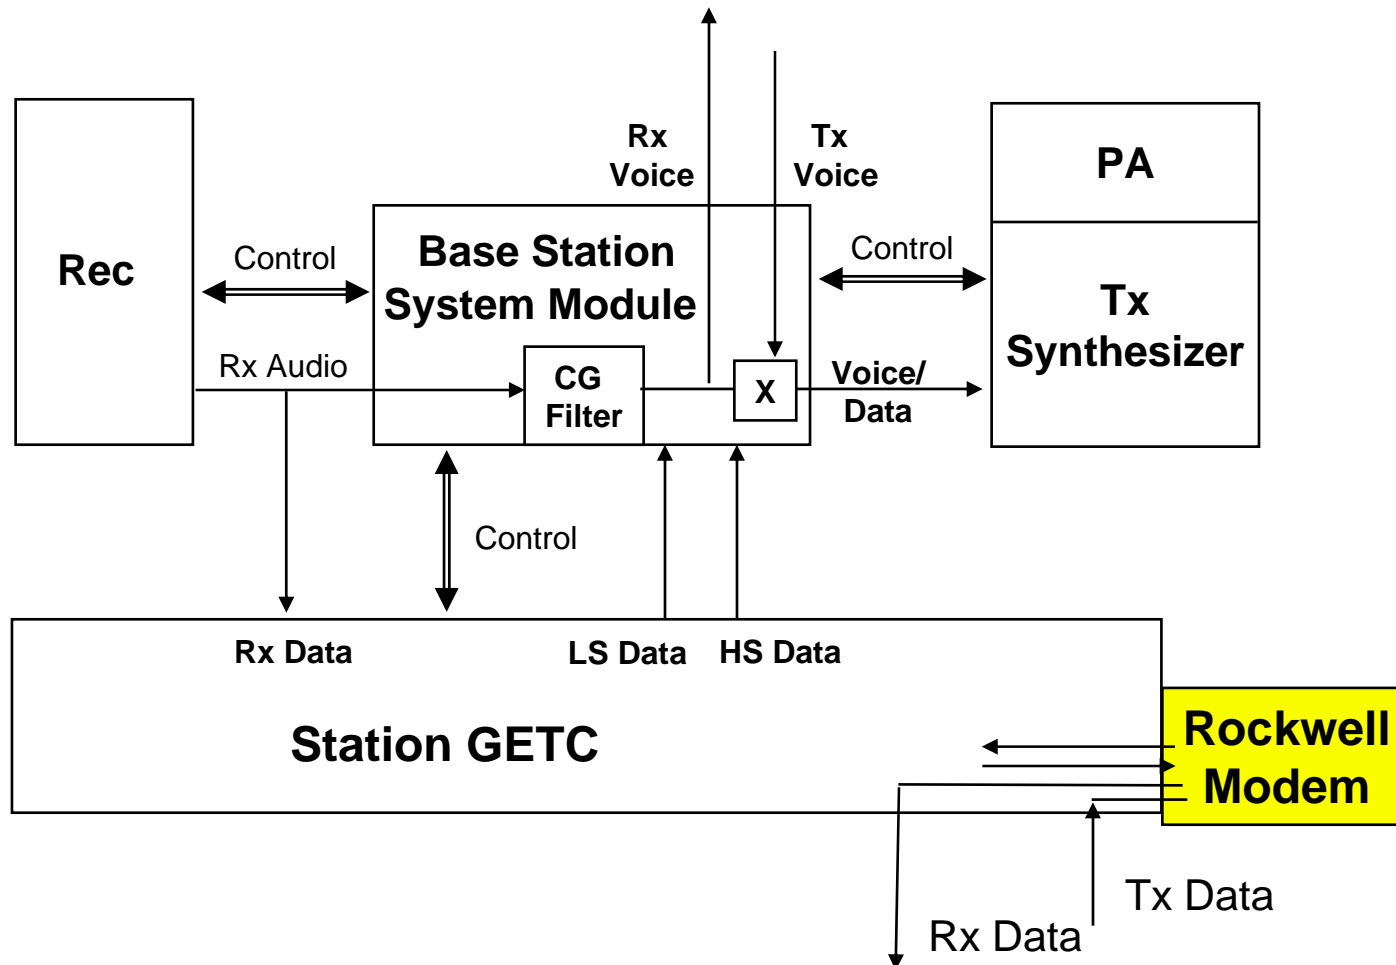 Rx
Voice
Tx
Voice
PA
Rec
Control
Base Station
System Module
Control
Tx
Synthesizer
Rx Audio
CG
Filter
X
Voice/
Data
Control
Rx Data
LS Data
HS Data
Station GETC
Rockwell
Modem
Tx Data
Rx Data